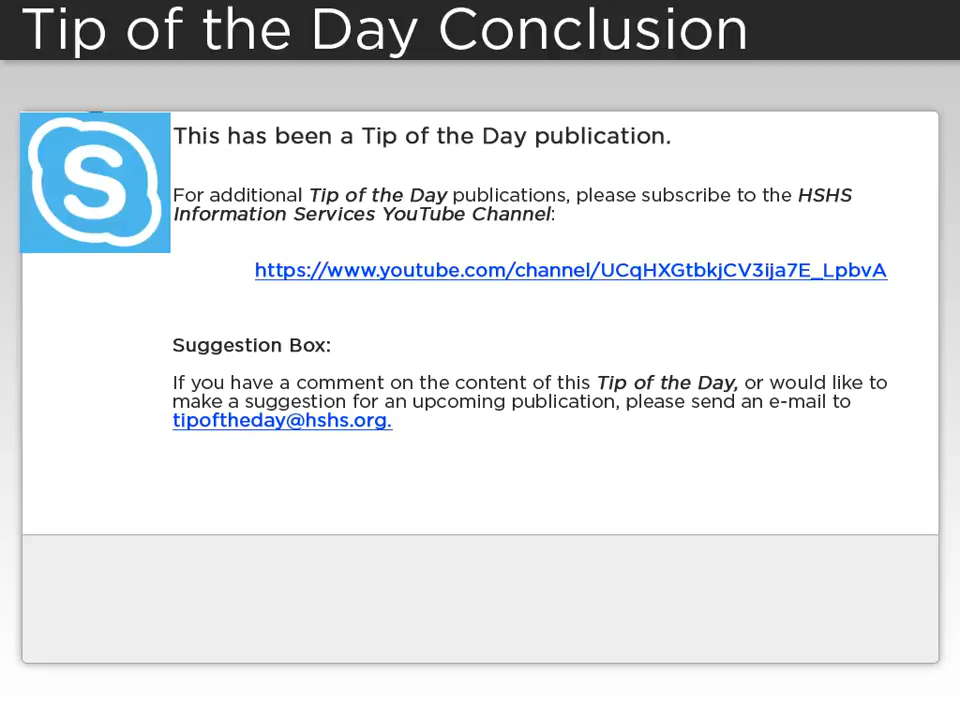 Tip of the Day Conclusion
S
This has been a Tip of the Day publication.
For additional Tip of the Day publications, please subscribe to the HSHS
Information Services YouTube Channel:
https://www.youtube.com/channel/UCqHXGtbkjCV3ija7E_LpbvA
Suggestion Box:
If you have a comment on the content of this Tip of the Day, or would like to
make a suggestion for an upcoming publication, please send an e-mail to
tipoftheday@hshs.org.